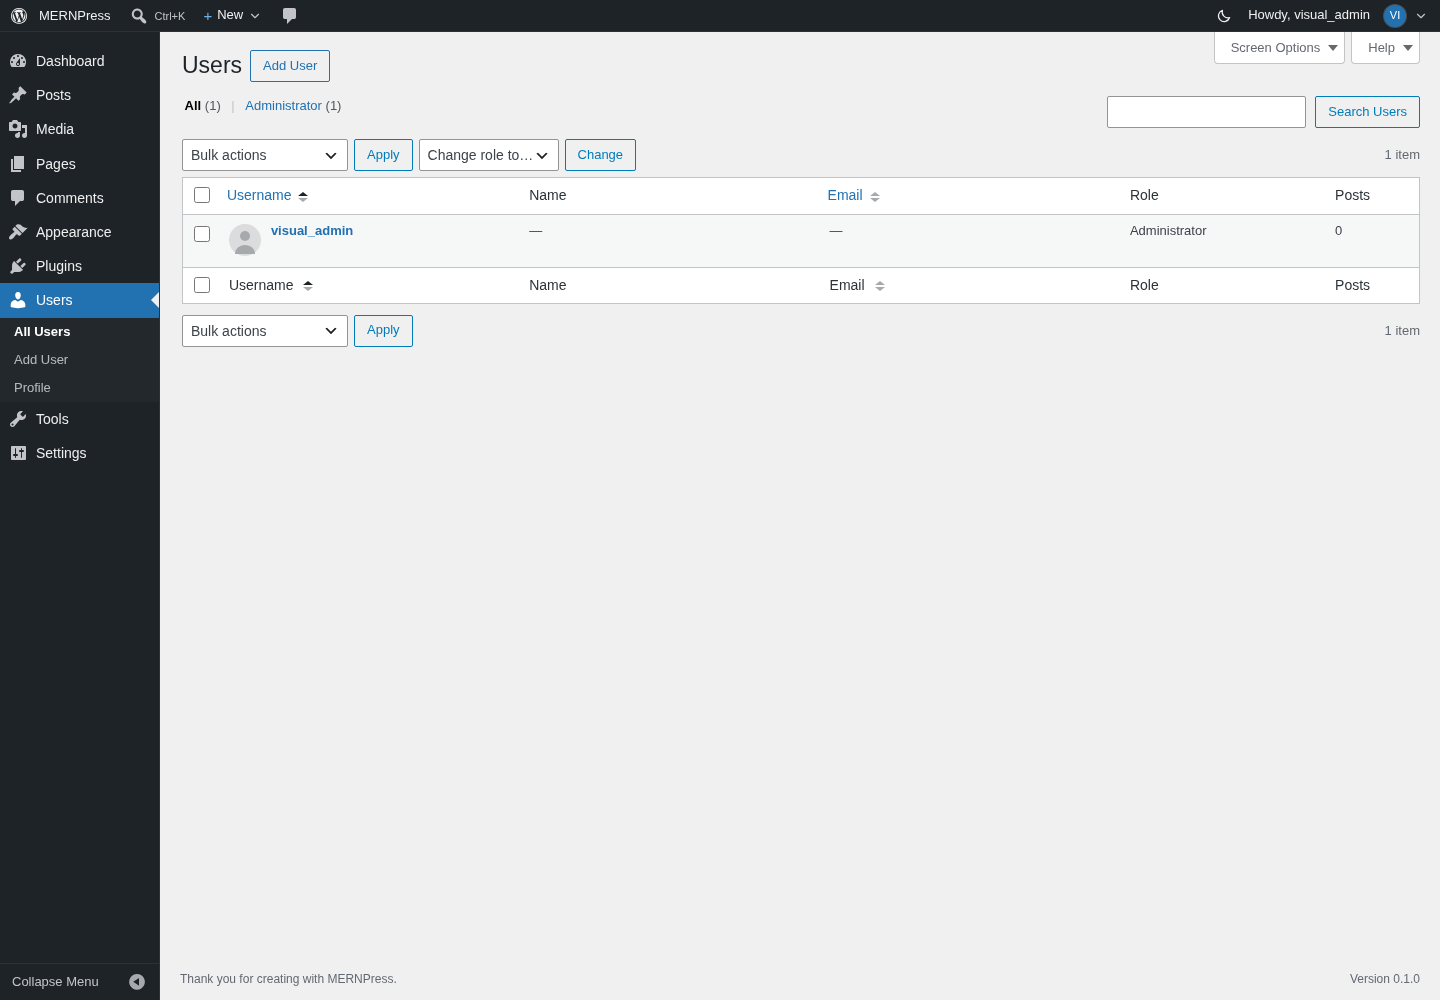 MERNPress Ctrl+K + New Howdy, visual_admin VI
Screen Options Help
Dashboard
Posts
Media
Pages
Comments
Appearance
Plugins
Users
All Users
Add User
Profile
Tools
Settings
Collapse Menu
Users Add User
All (1) | Administrator (1)
Search Users
Bulk actions Apply Change role to… Change 1 item
Username Name Email Role Posts
visual_admin — — Administrator 0
Username Name Email Role Posts
Bulk actions Apply 1 item
Thank you for creating with MERNPress. Version 0.1.0